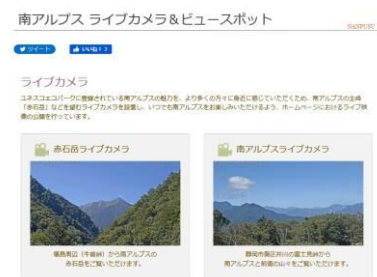 南アルプス ライブカメラ＆ビュースポット
ツイート
いいね！2
ライブカメラ
ユネスコエコパークに登録されている南アルプスの魅力を、より多くの方々に身近に感じていただくため、南アルプスの主峰
「赤石岳」などを望むライブカメラを設置し、いつでも南アルプスをお楽しみいただけるよう、ホームページにおけるライブ映
像の公開を行っています。
赤石岳ライブカメラ
南アルプスライブカメラ
周辺（牛首峠）から南アルプスの
赤石岳をご覧いただけます。
静岡市葵区井川の富士見峠から
南アルプスと前衛の山々をご覧いただけます。